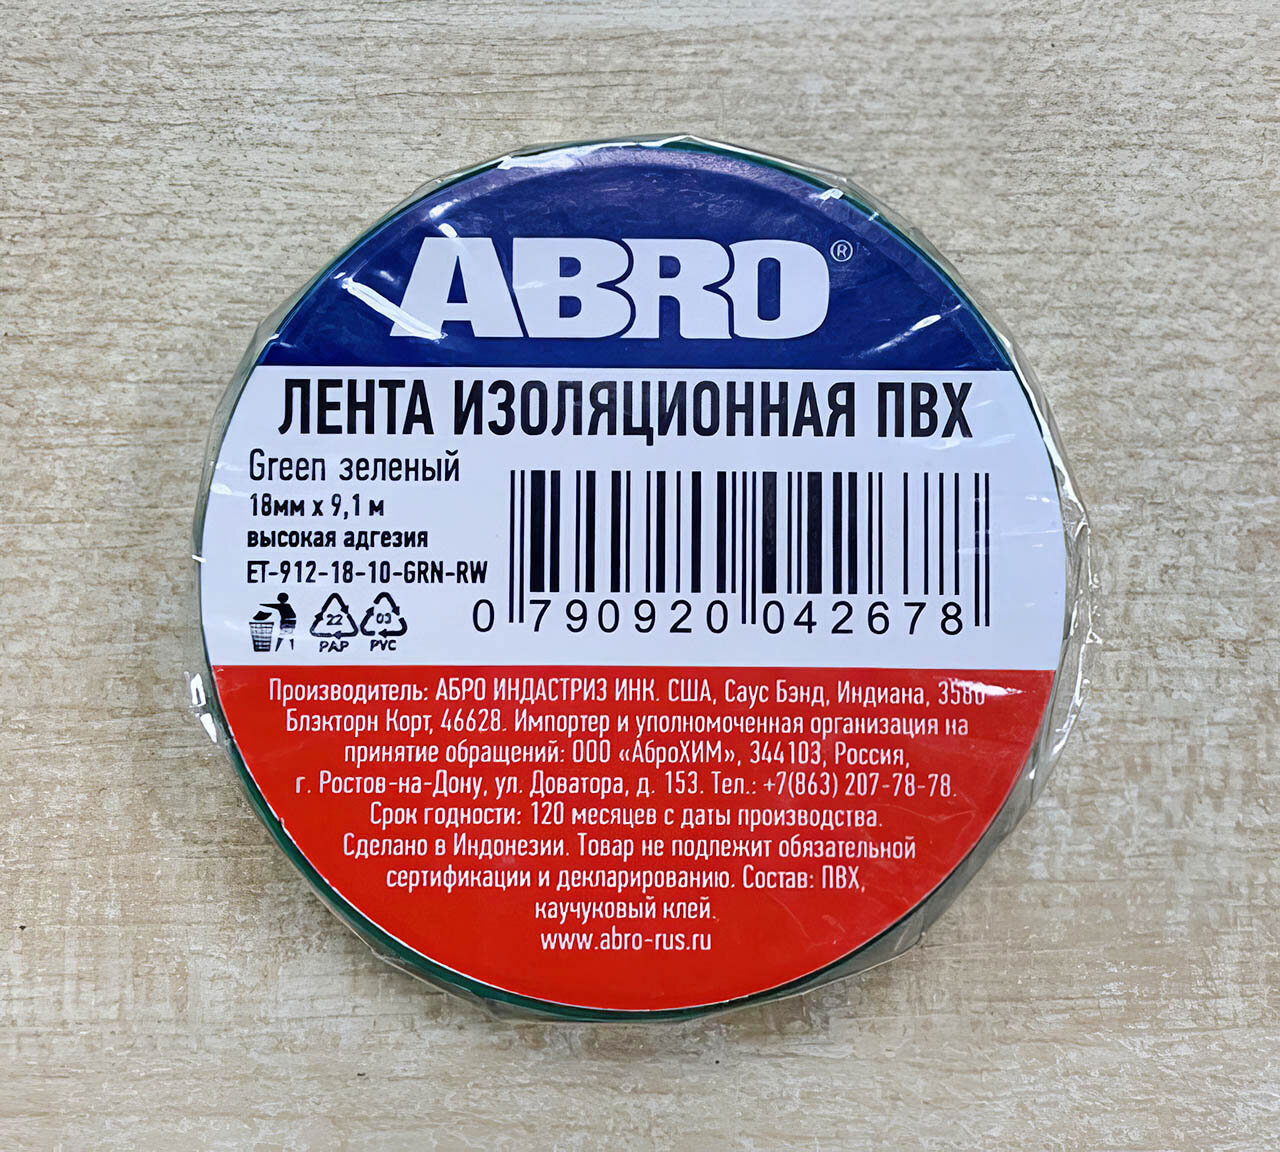 ABRO®
ЛЕНТА ИЗОЛЯЦИОННАЯ ПВХ
Green зеленый
18мм x 9,1 м
высокая адгезия
ET-912-18-10-GRN-RW
0 790920 042678
1 22 PAP 03 PVC
Производитель: АБРО ИНДАСТРИЗ ИНК. США, Саус Бэнд, Индиана, 3580
Блэкторн Корт, 46628. Импортер и уполномоченная организация на
принятие обращений: ООО «АброХИМ», 344103, Россия,
г. Ростов-на-Дону, ул. Доватора, д. 153. Тел.: +7(863) 207-78-78.
Срок годности: 120 месяцев с даты производства.
Сделано в Индонезии. Товар не подлежит обязательной
сертификации и декларированию. Состав: ПВХ,
каучуковый клей.
www.abro-rus.ru